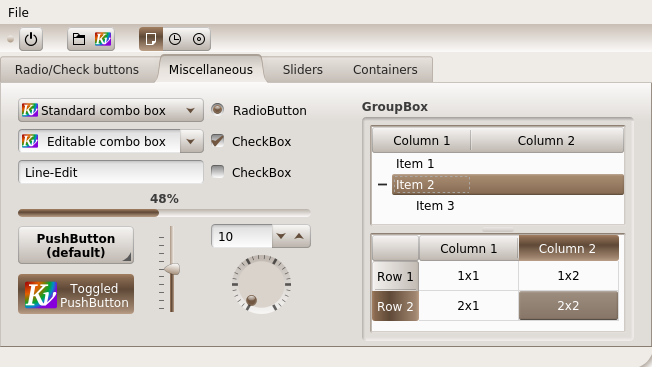 File
Radio/Check buttons
Miscellaneous
Sliders
Containers
Standard combo box
RadioButton
Editable combo box
CheckBox
Line-Edit
CheckBox
48%
PushButton
(default)
10
Toggled
PushButton
GroupBox
Column 1
Column 2
Item 1
Item 2
Item 3
Column 1
Column 2
Row 1
1x1
1x2
Row 2
2x1
2x2